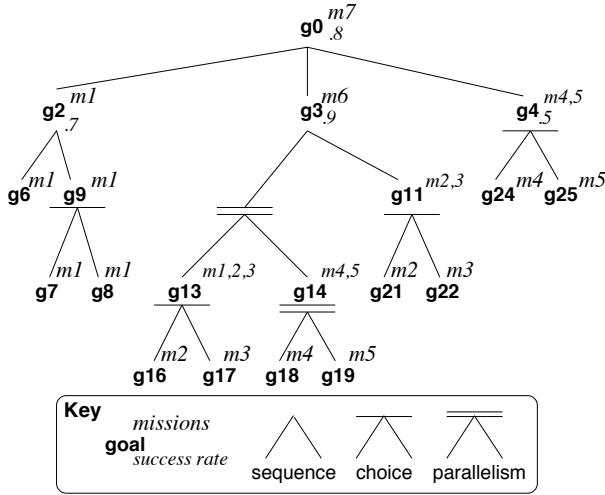 g0 m7 .8
g2 m1 .7 g3 m6 .9 g4 m4,5 .5
g6 m1 g9 m1 g11 m2,3 g24 m4 g25 m5
g7 m1 g8 m1 g13 m1,2,3 g14 m4,5 g21 m2 g22 m3
g16 m2 g17 m3 g18 m4 g19 m5
Key
missions
goal
success rate
sequence choice parallelism